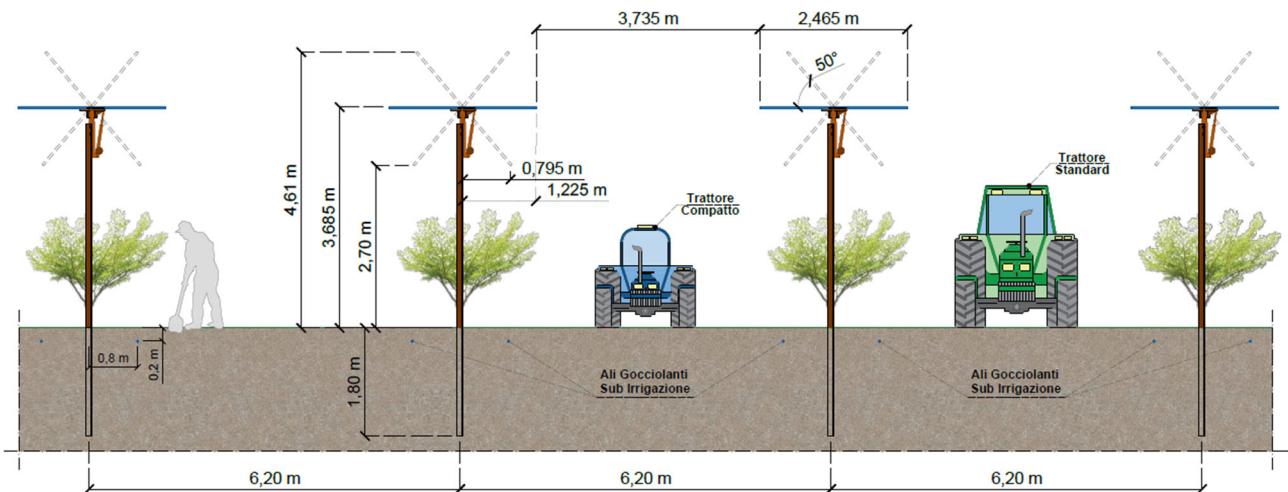 3,735 m
2,465 m
50°
4,61 m
3,685 m
2,70 m
0,795 m
1,225 m
Trattore
Compatto
Trattore
Standard
0,8 m
0,2 m
1,80 m
Ali Gocciolanti
Sub Irrigazione
Ali Gocciolanti
Sub Irrigazione
6,20 m
6,20 m
6,20 m